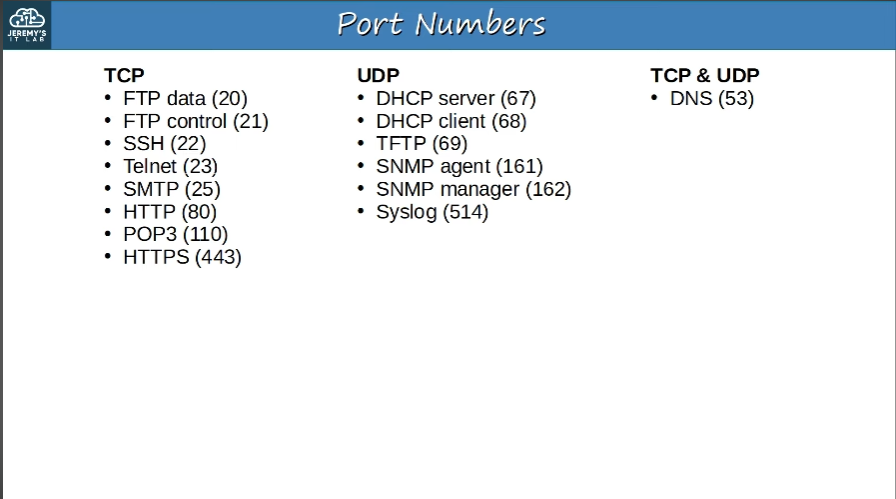 JEREMY'S
IT LAB
Port Numbers
TCP
• FTP data (20)
• FTP control (21)
• SSH (22)
• Telnet (23)
• SMTP (25)
• HTTP (80)
• POP3 (110)
• HTTPS (443)
UDP
• DHCP server (67)
• DHCP client (68)
• TFTP (69)
• SNMP agent (161)
• SNMP manager (162)
• Syslog (514)
TCP & UDP
• DNS (53)